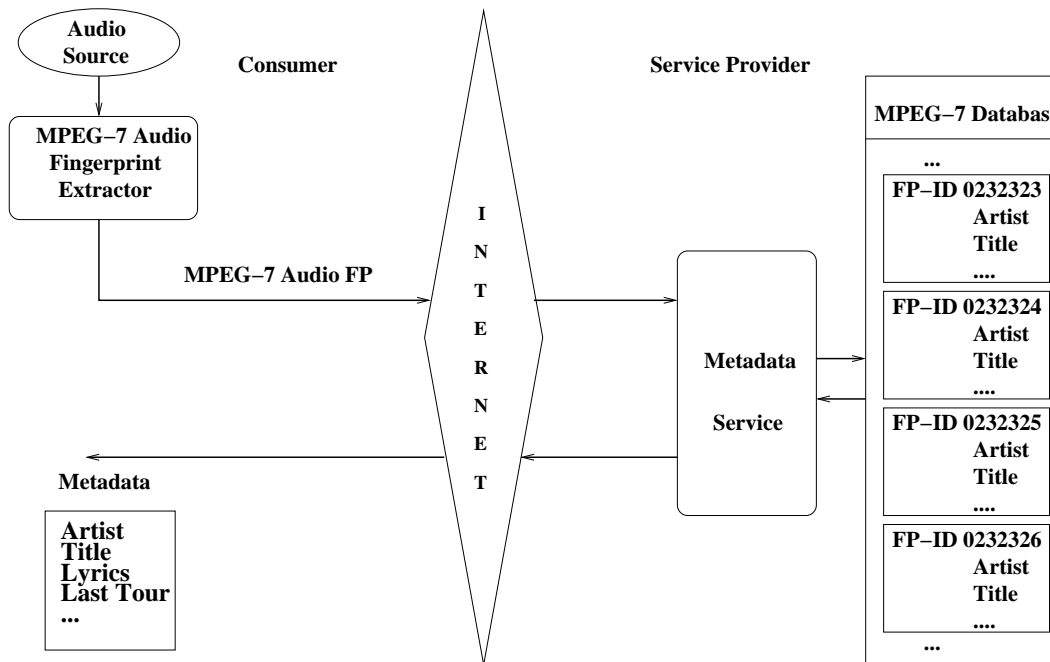 Audio
Source
Consumer
Service Provider
MPEG−7 Audio
Fingerprint
Extractor
MPEG−7 Audio FP
I
N
T
E
R
N
E
T
Metadata
Service
MPEG−7 Databas
...
FP−ID 0232323
Artist
Title
....
FP−ID 0232324
Artist
Title
....
FP−ID 0232325
Artist
Title
....
FP−ID 0232326
Artist
Title
....
...
Metadata
Artist
Title
Lyrics
Last Tour
...